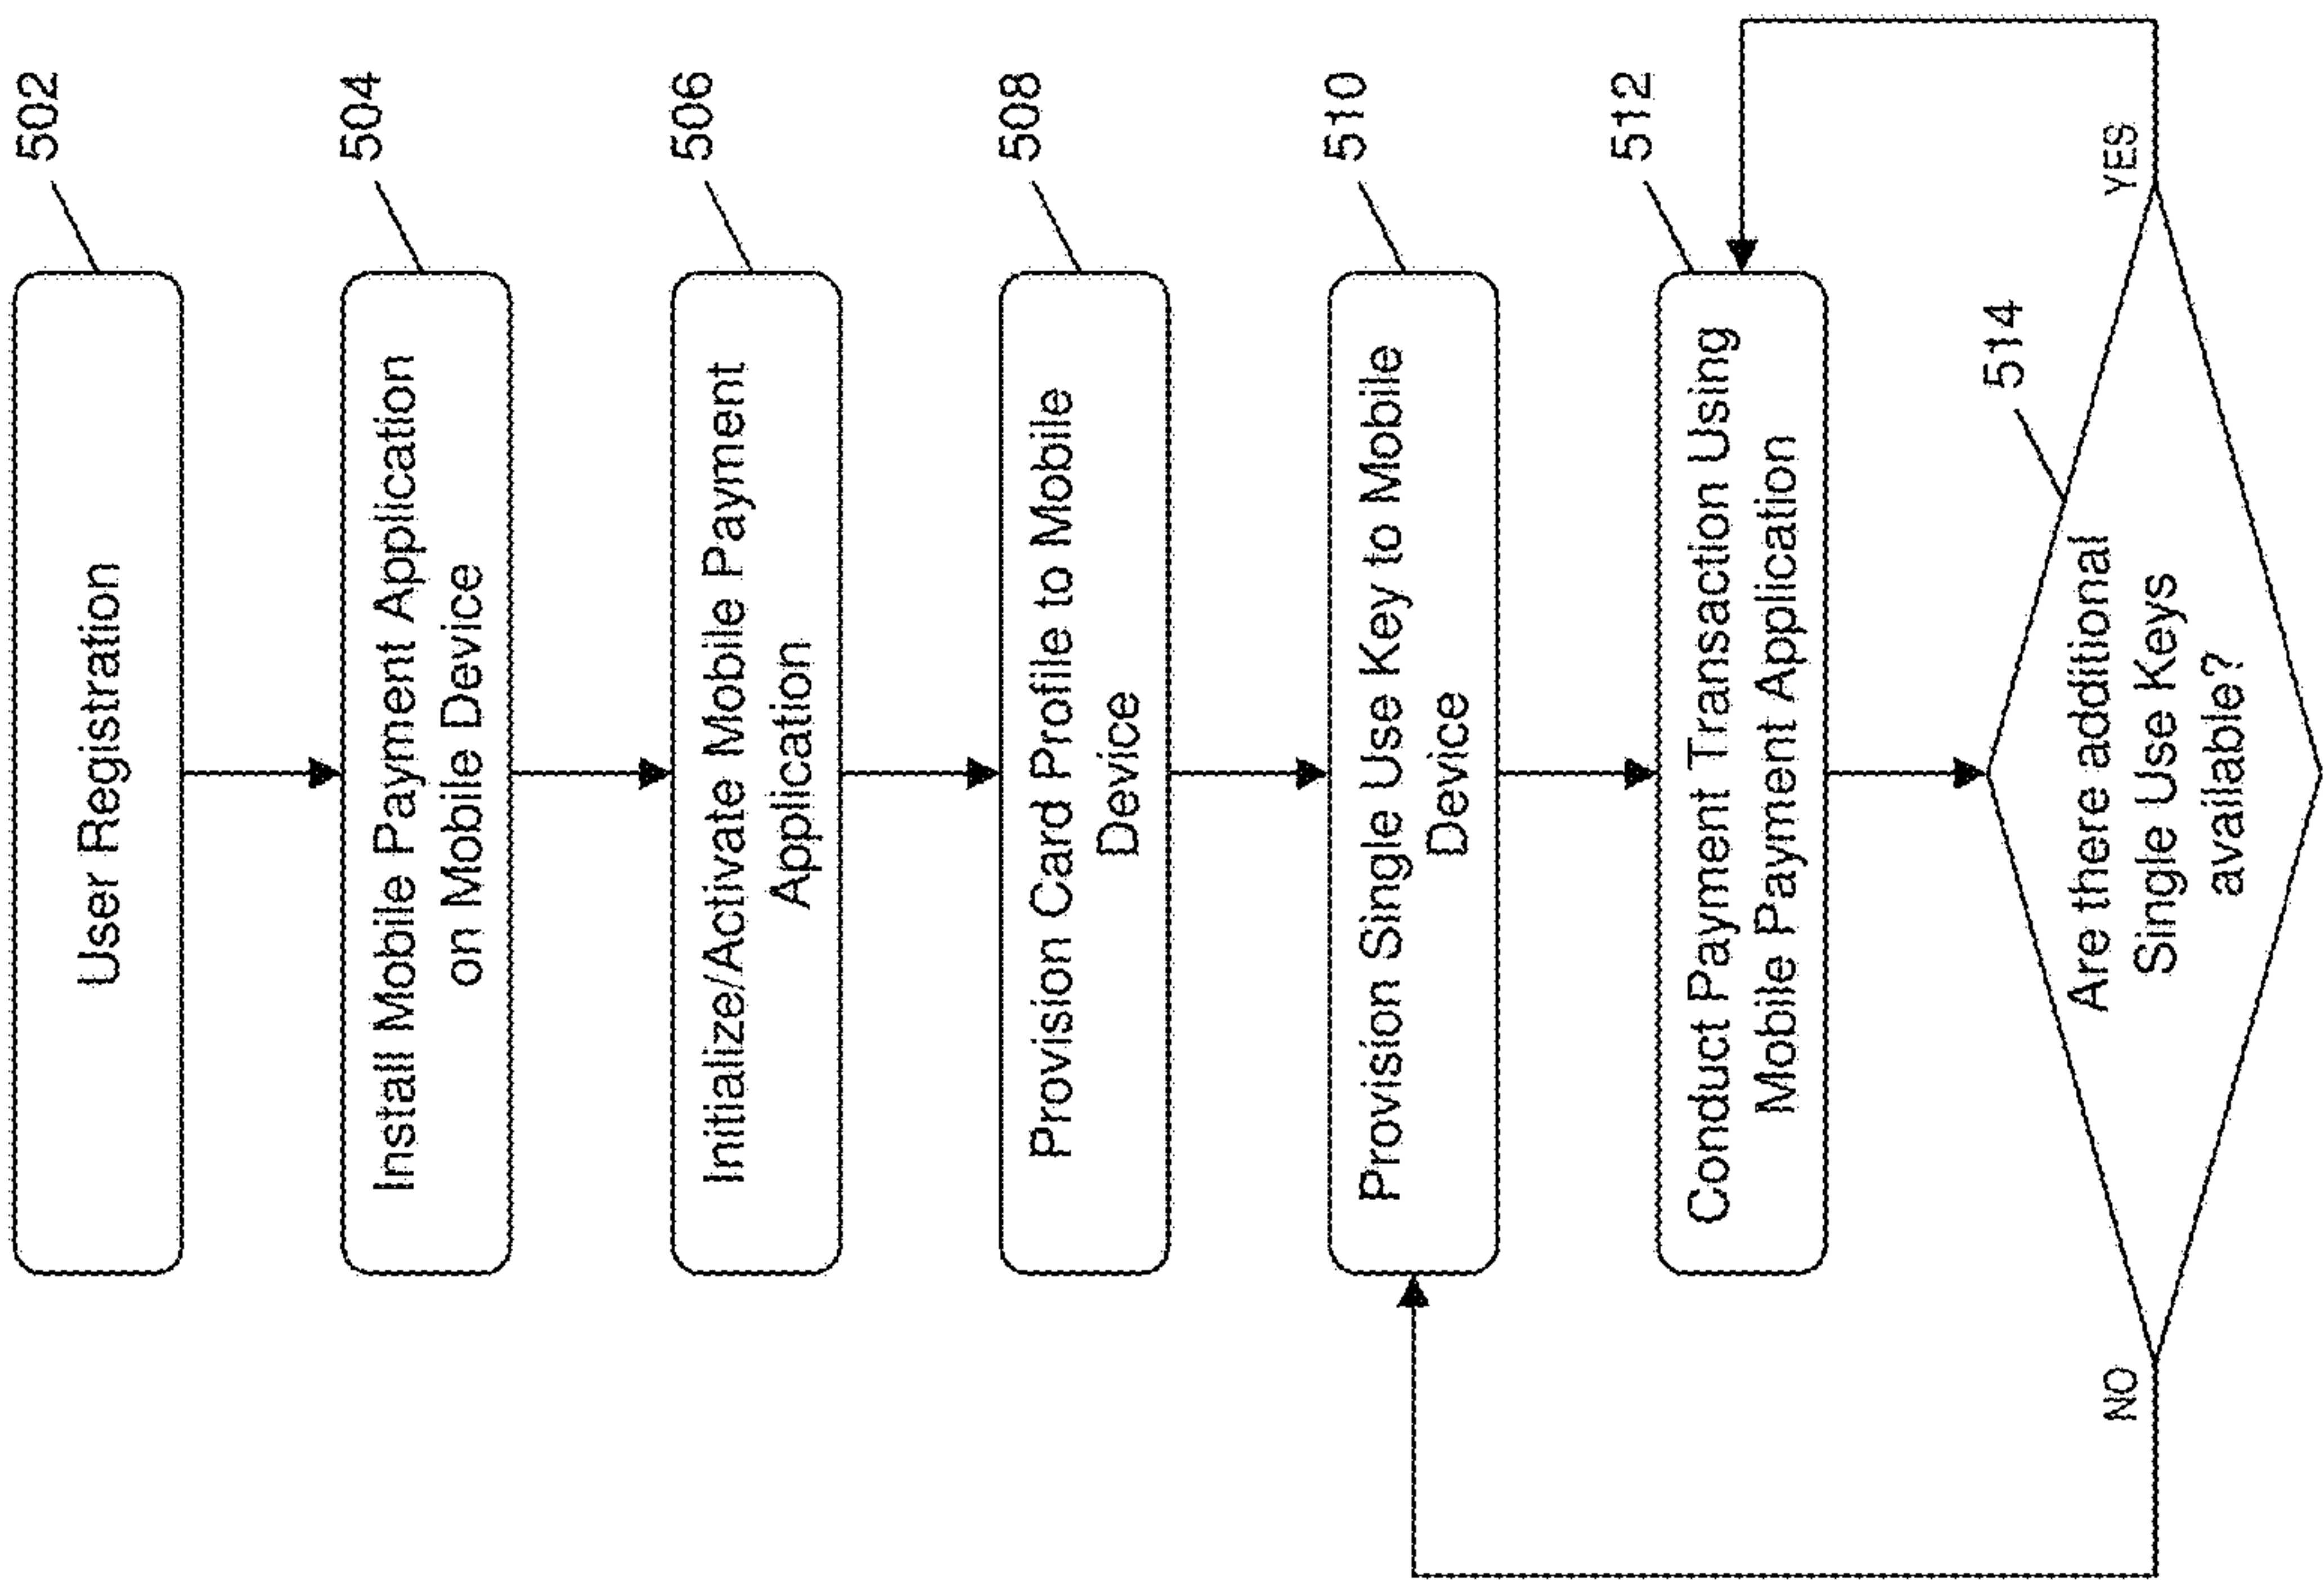 502
User Registration
504
Install Mobile Payment Application
on Mobile Device
506
Initialize/Activate Mobile Payment
Application
508
Provision Card Profile to Mobile
Device
510
Provision Single Use Key to Mobile
Device
512
Conduct Payment Transaction Using
Mobile Payment Application
514
Are there additional
Single Use Keys
available?
NO
YES